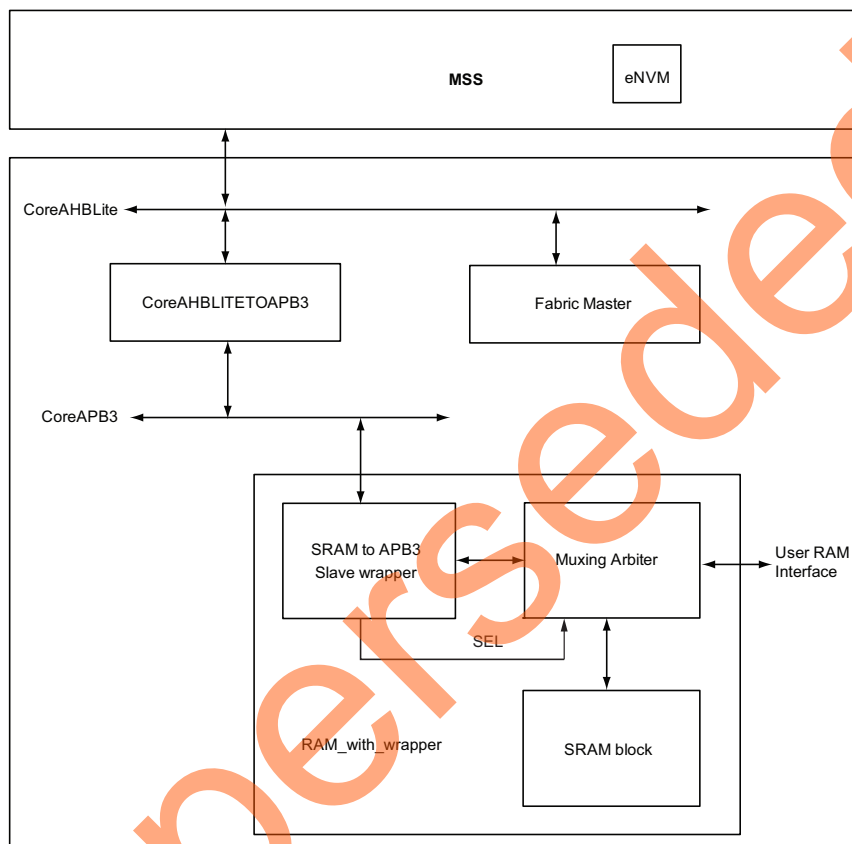 MSS
eNVM
CoreAHBLite
CoreAHBLITETOAPB3
Fabric Master
CoreAPB3
SRAM to APB3
Slave wrapper
Muxing Arbiter
User RAM
Interface
SEL
RAM_with_wrapper
SRAM block
perseded